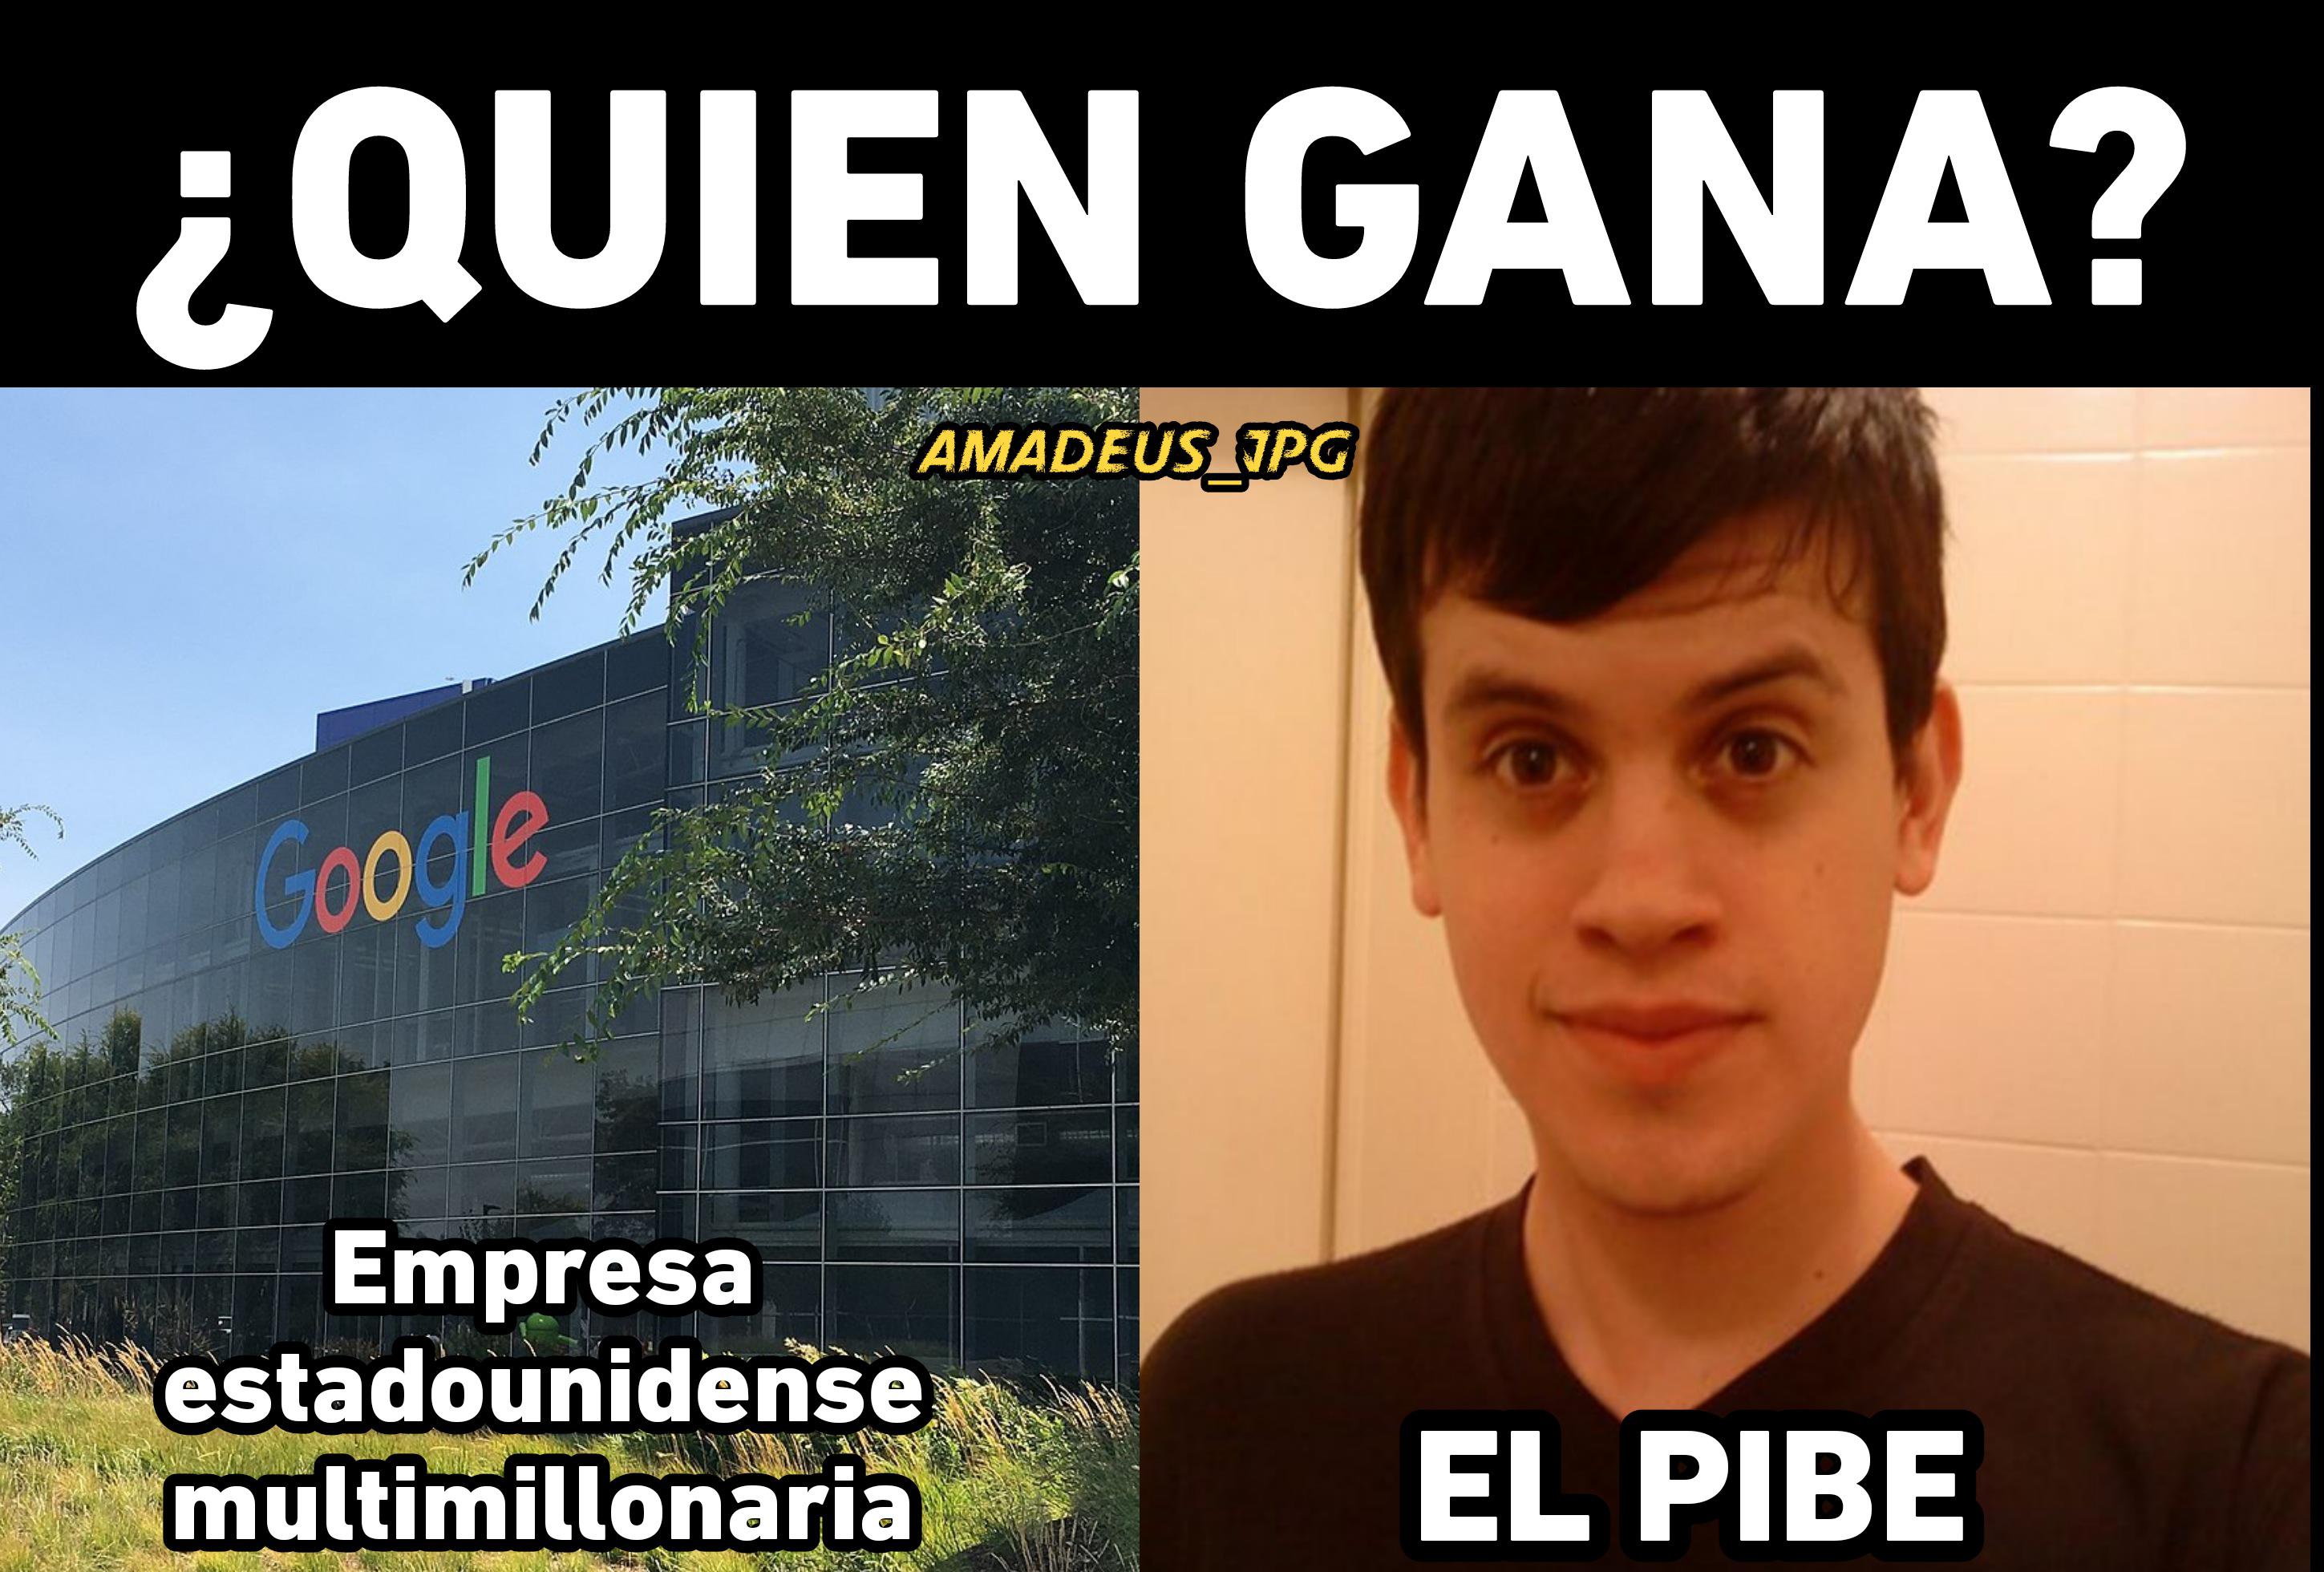 ¿QUIEN GANA?
AMADEUS_JPG
Google
Empresa
estadounidense
multimillonaria
EL PIBE